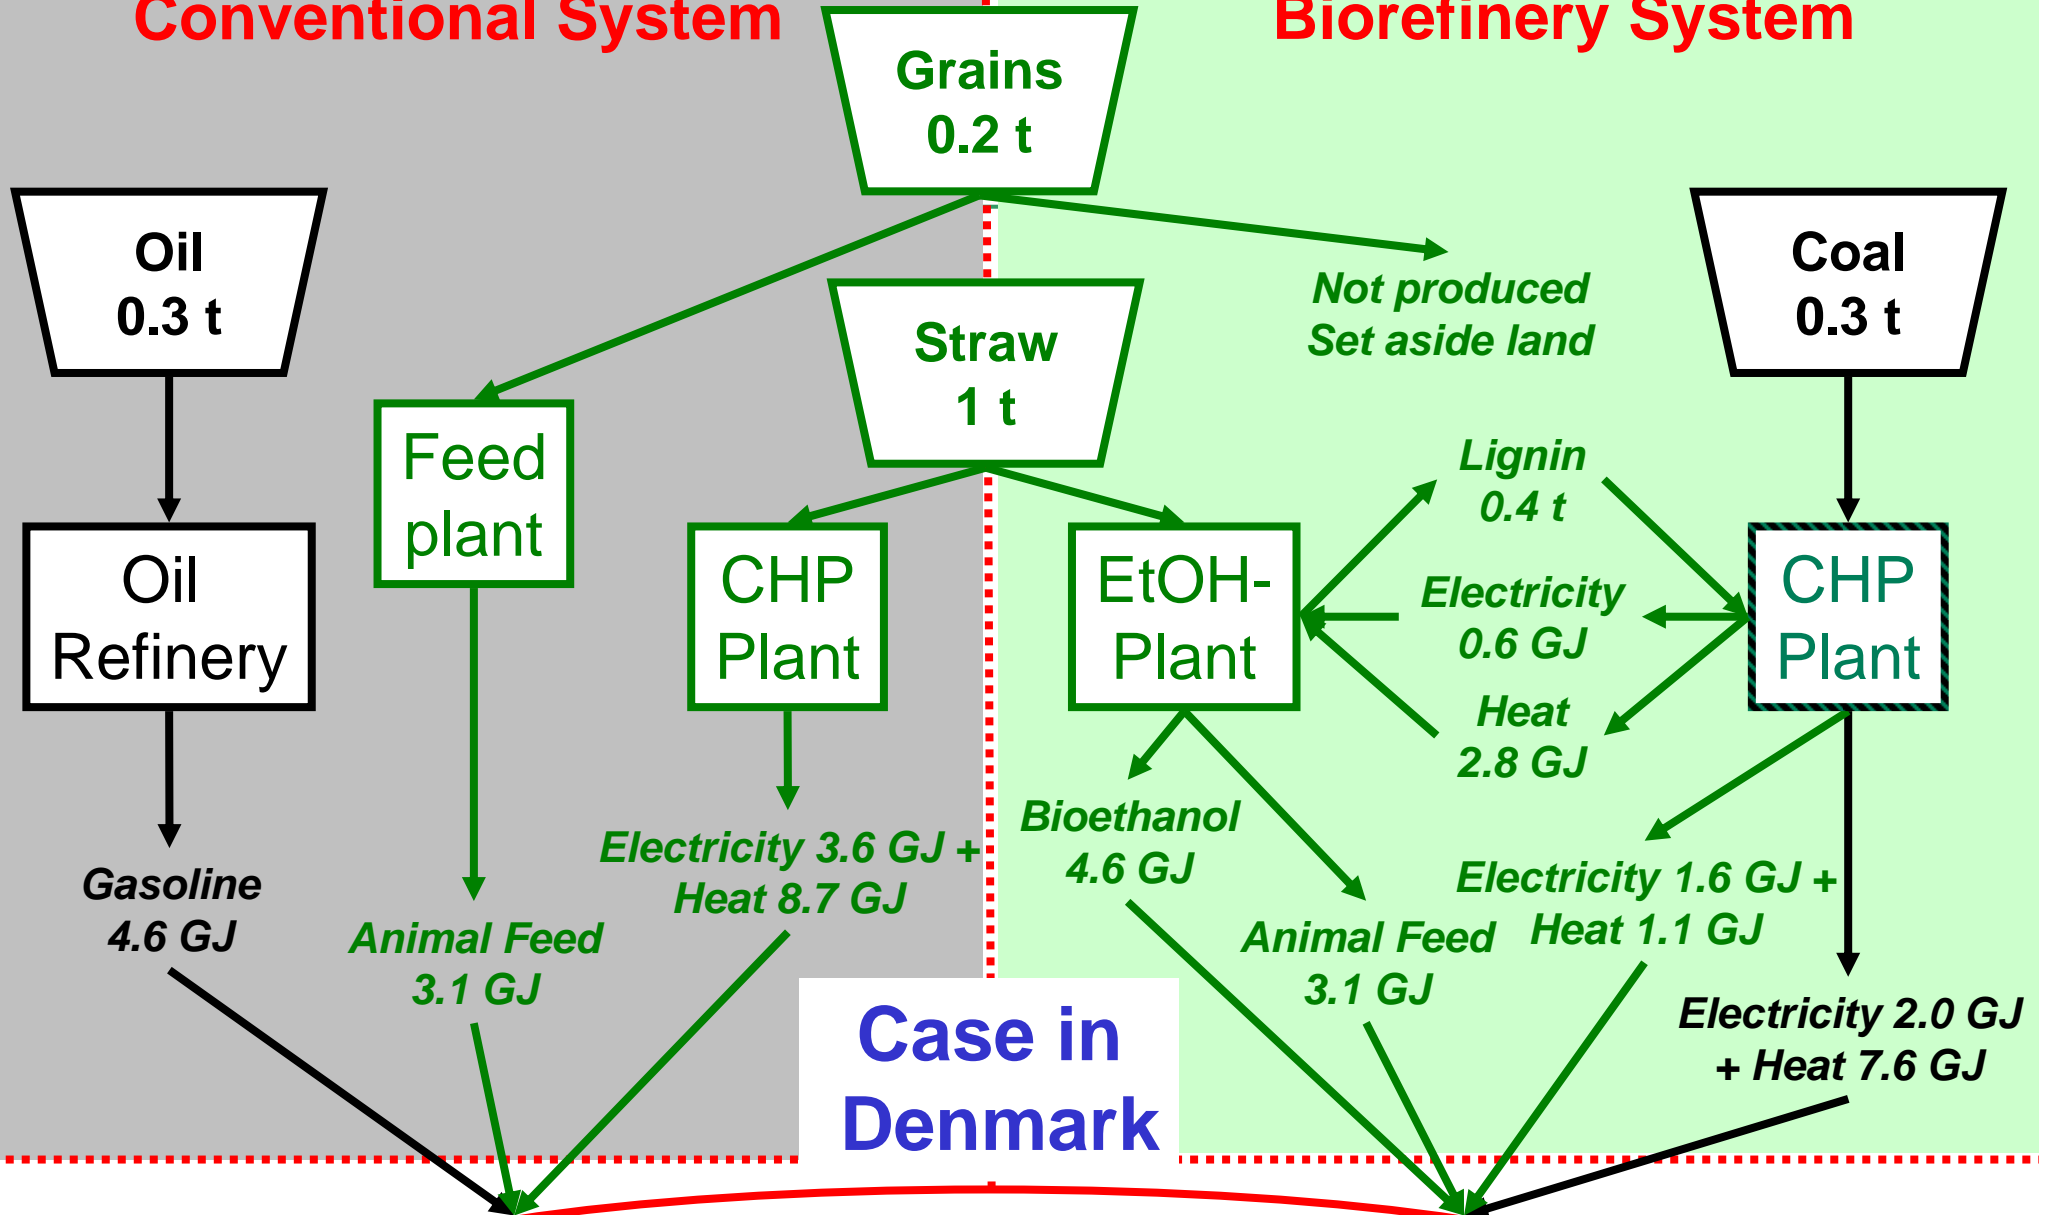 Conventional System
Biorefinery System
Grains
0.2 t
Oil
0.3 t
Not produced
Set aside land
Coal
0.3 t
Straw
1 t
Feed
plant
Lignin
0.4 t
Oil
Refinery
CHP
Plant
EtOH-
Plant
Electricity
0.6 GJ
CHP
Plant
Heat
2.8 GJ
Gasoline
4.6 GJ
Animal Feed
3.1 GJ
Electricity 3.6 GJ +
Heat 8.7 GJ
Bioethanol
4.6 GJ
Animal Feed
3.1 GJ
Electricity 1.6 GJ +
Heat 1.1 GJ
Electricity 2.0 GJ
+ Heat 7.6 GJ
Case in
Denmark